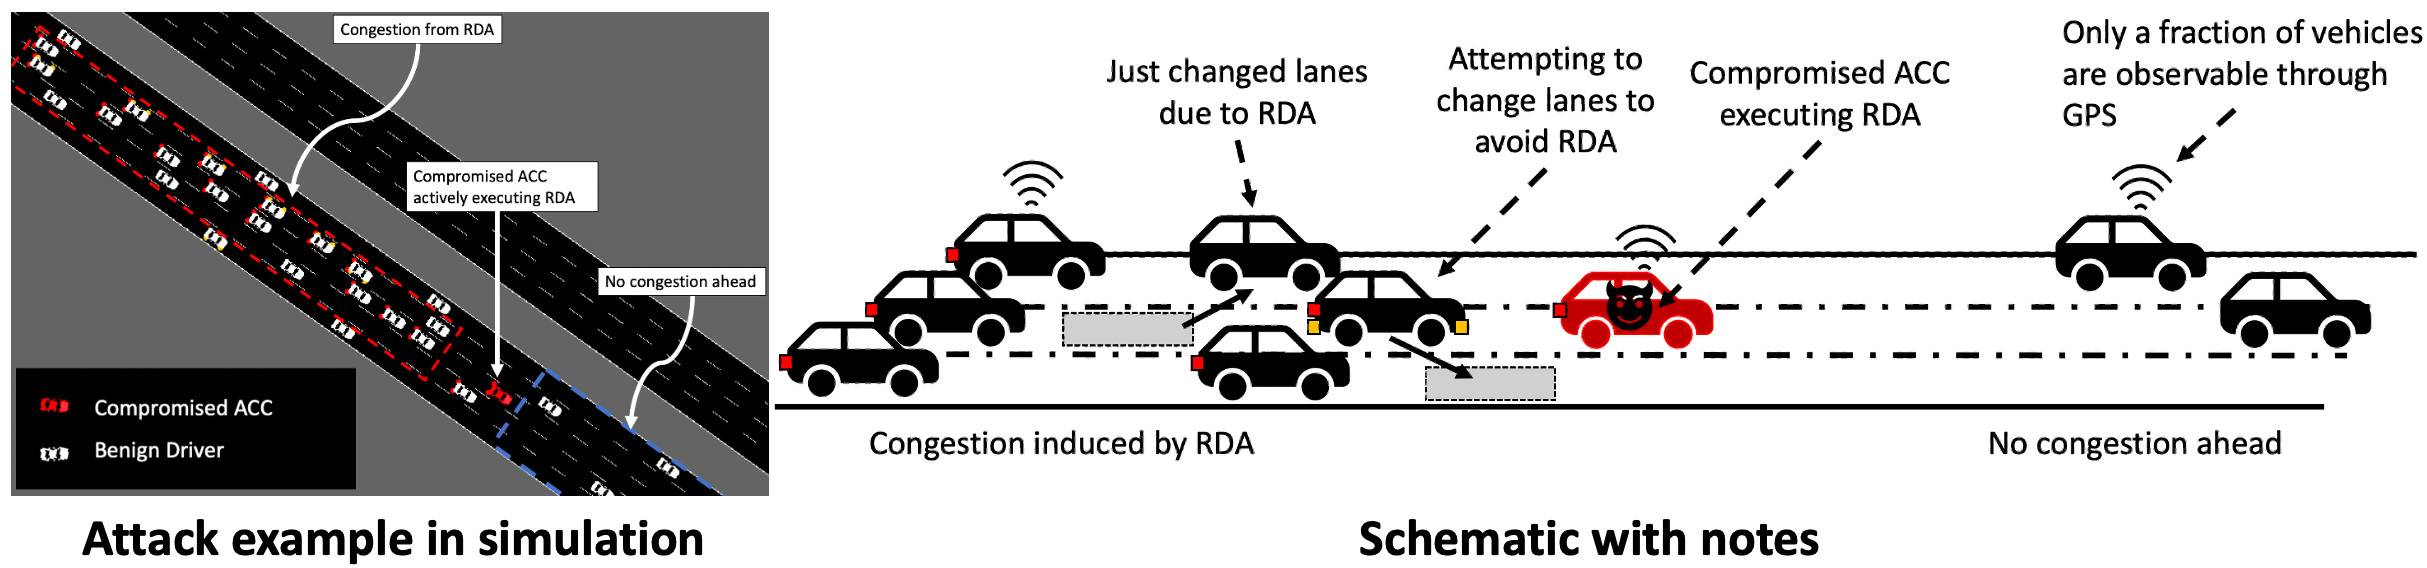 Congestion from RDA
Compromised ACC
actively executing RDA
No congestion ahead
Compromised ACC
Benign Driver
Attack example in simulation
Just changed lanes
due to RDA
Attempting to
change lanes to
avoid RDA
Compromised ACC
executing RDA
Only a fraction of vehicles
are observable through
GPS
Congestion induced by RDA
No congestion ahead
Schematic with notes